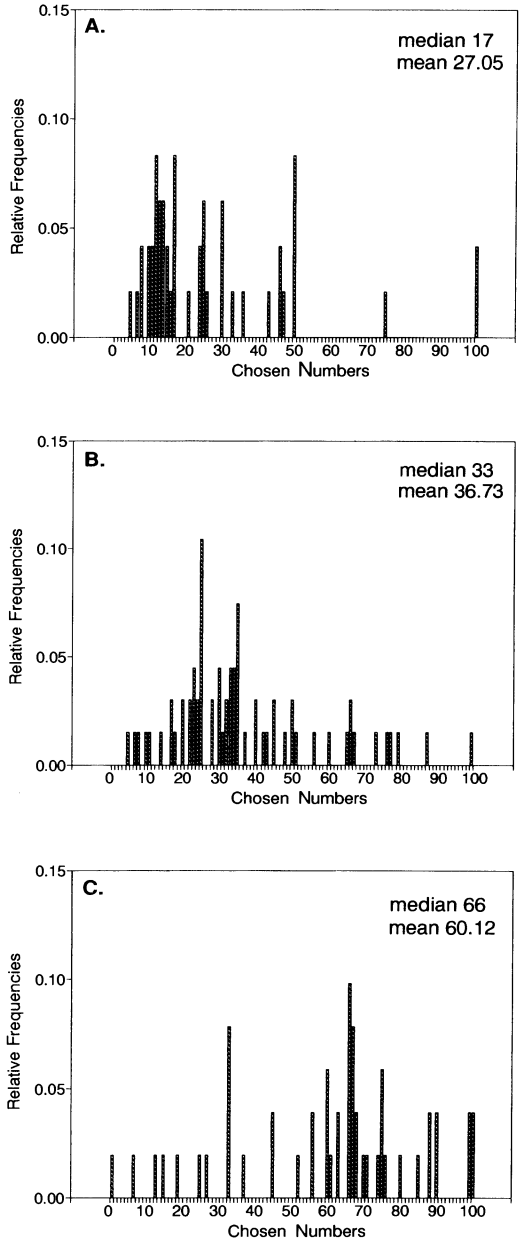 A.
median 17
mean 27.05
Relative Frequencies
0.15
0.10
0.05
0.00
0 10 20 30 40 50 60 70 80 90 100
Chosen Numbers
B.
median 33
mean 36.73
Relative Frequencies
0.15
0.10
0.05
0.00
0 10 20 30 40 50 60 70 80 90 100
Chosen Numbers
C.
median 66
mean 60.12
Relative Frequencies
0.15
0.10
0.05
0.00
0 10 20 30 40 50 60 70 80 90 100
Chosen Numbers